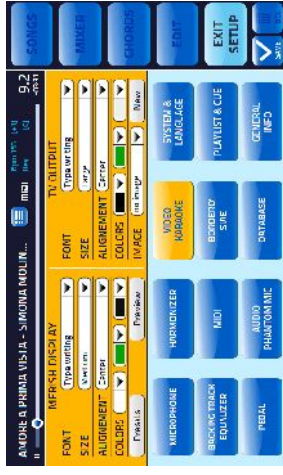 AMORE A PRIMA VISTA - SIMONA MOLIN...
MIDI
9.2
SONGS
MIXER
CHORDS
EDIT
EXIT SETUP
SAVE
MERISH DISPLAY
FONT Type writing
SIZE Medium
ALIGNEMENT Center
COLORS
Presets Preview
TV OUTPUT
FONT Type writing
SIZE Large
ALIGNEMENT Center
COLORS
IMAGE no image New
MICROPHONE
HARMONIZER
VIDEO KARAOKE
SYSTEM & LANGUAGE
BACKING TRACK EQUALIZER
MIDI
PLAYLIST & CUE
PEDAL
AUDIO PHANTOM MIC
DATABASE
GENERAL INFO